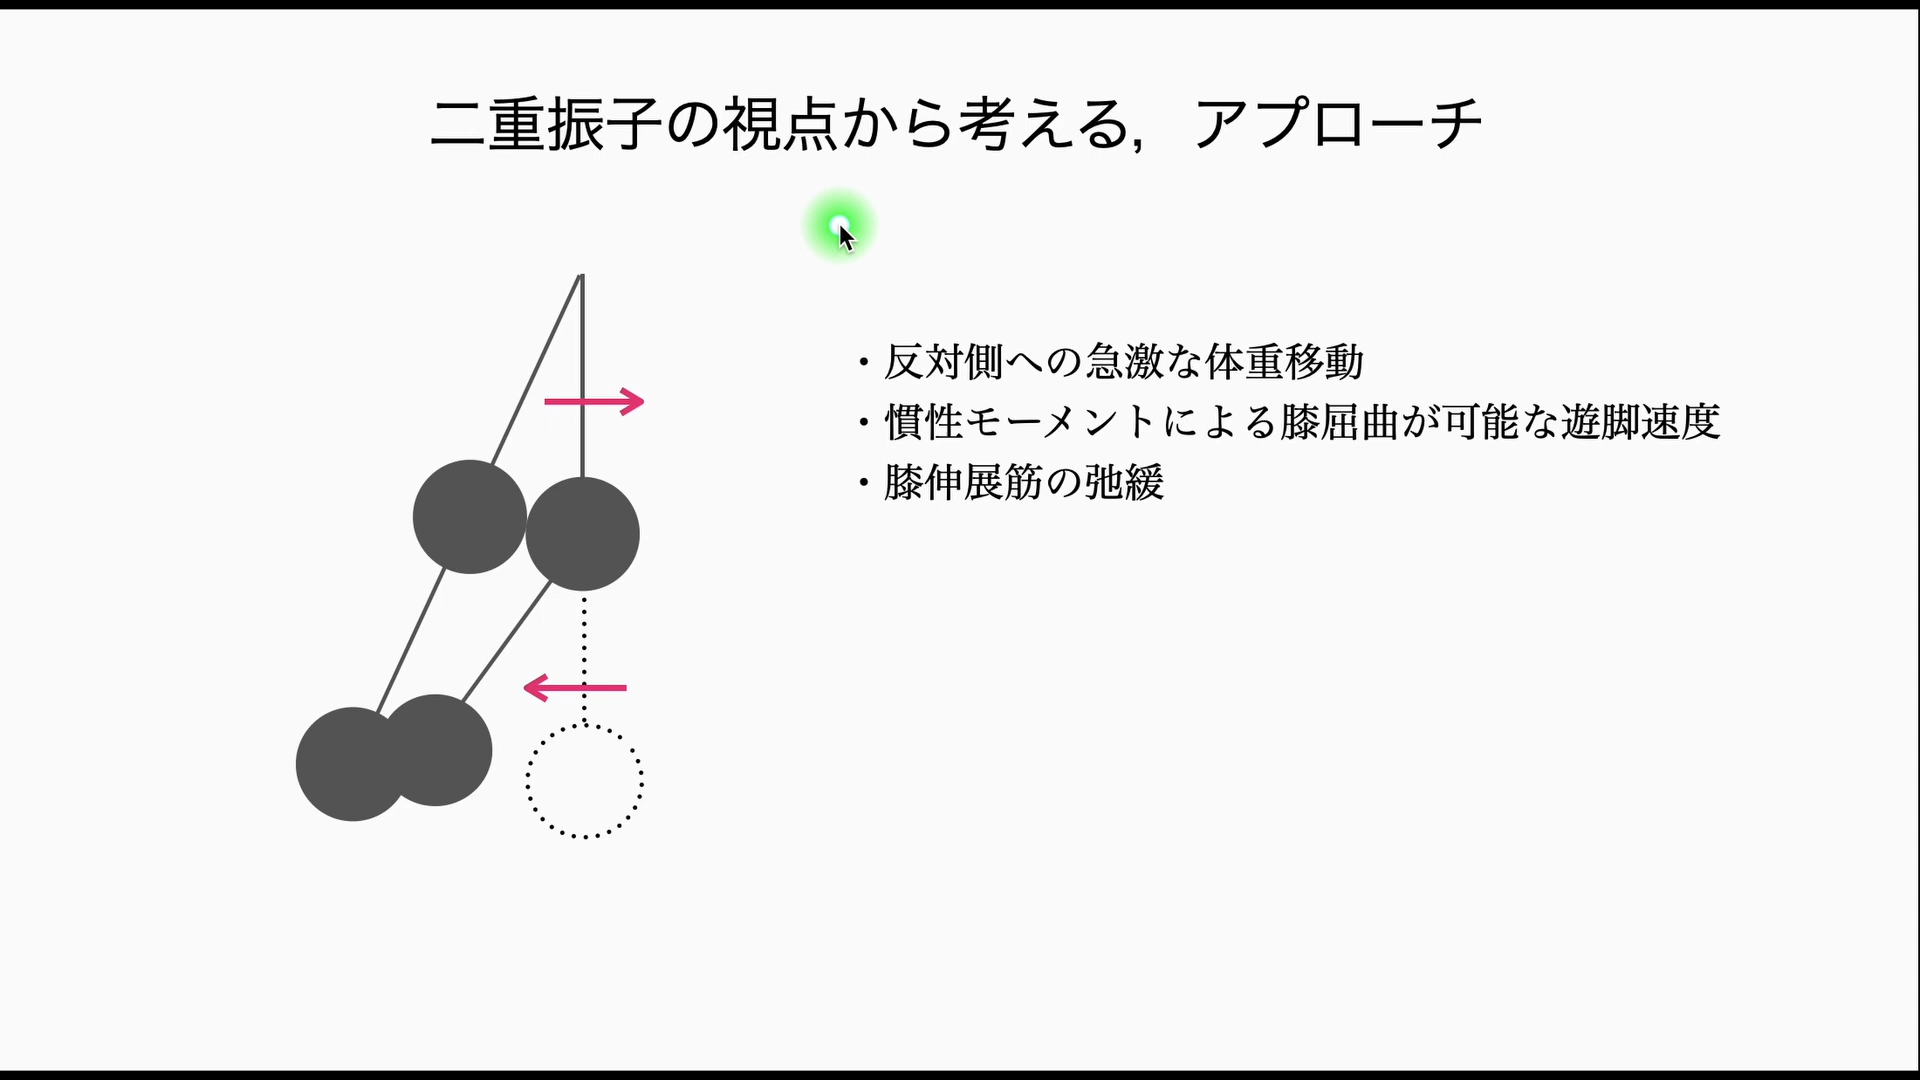 二重振子の視点から考える，アプローチ
・反対側への急激な体重移動
・慣性モーメントによる膝屈曲が可能な遊脚速度
・膝伸展筋の弛緩